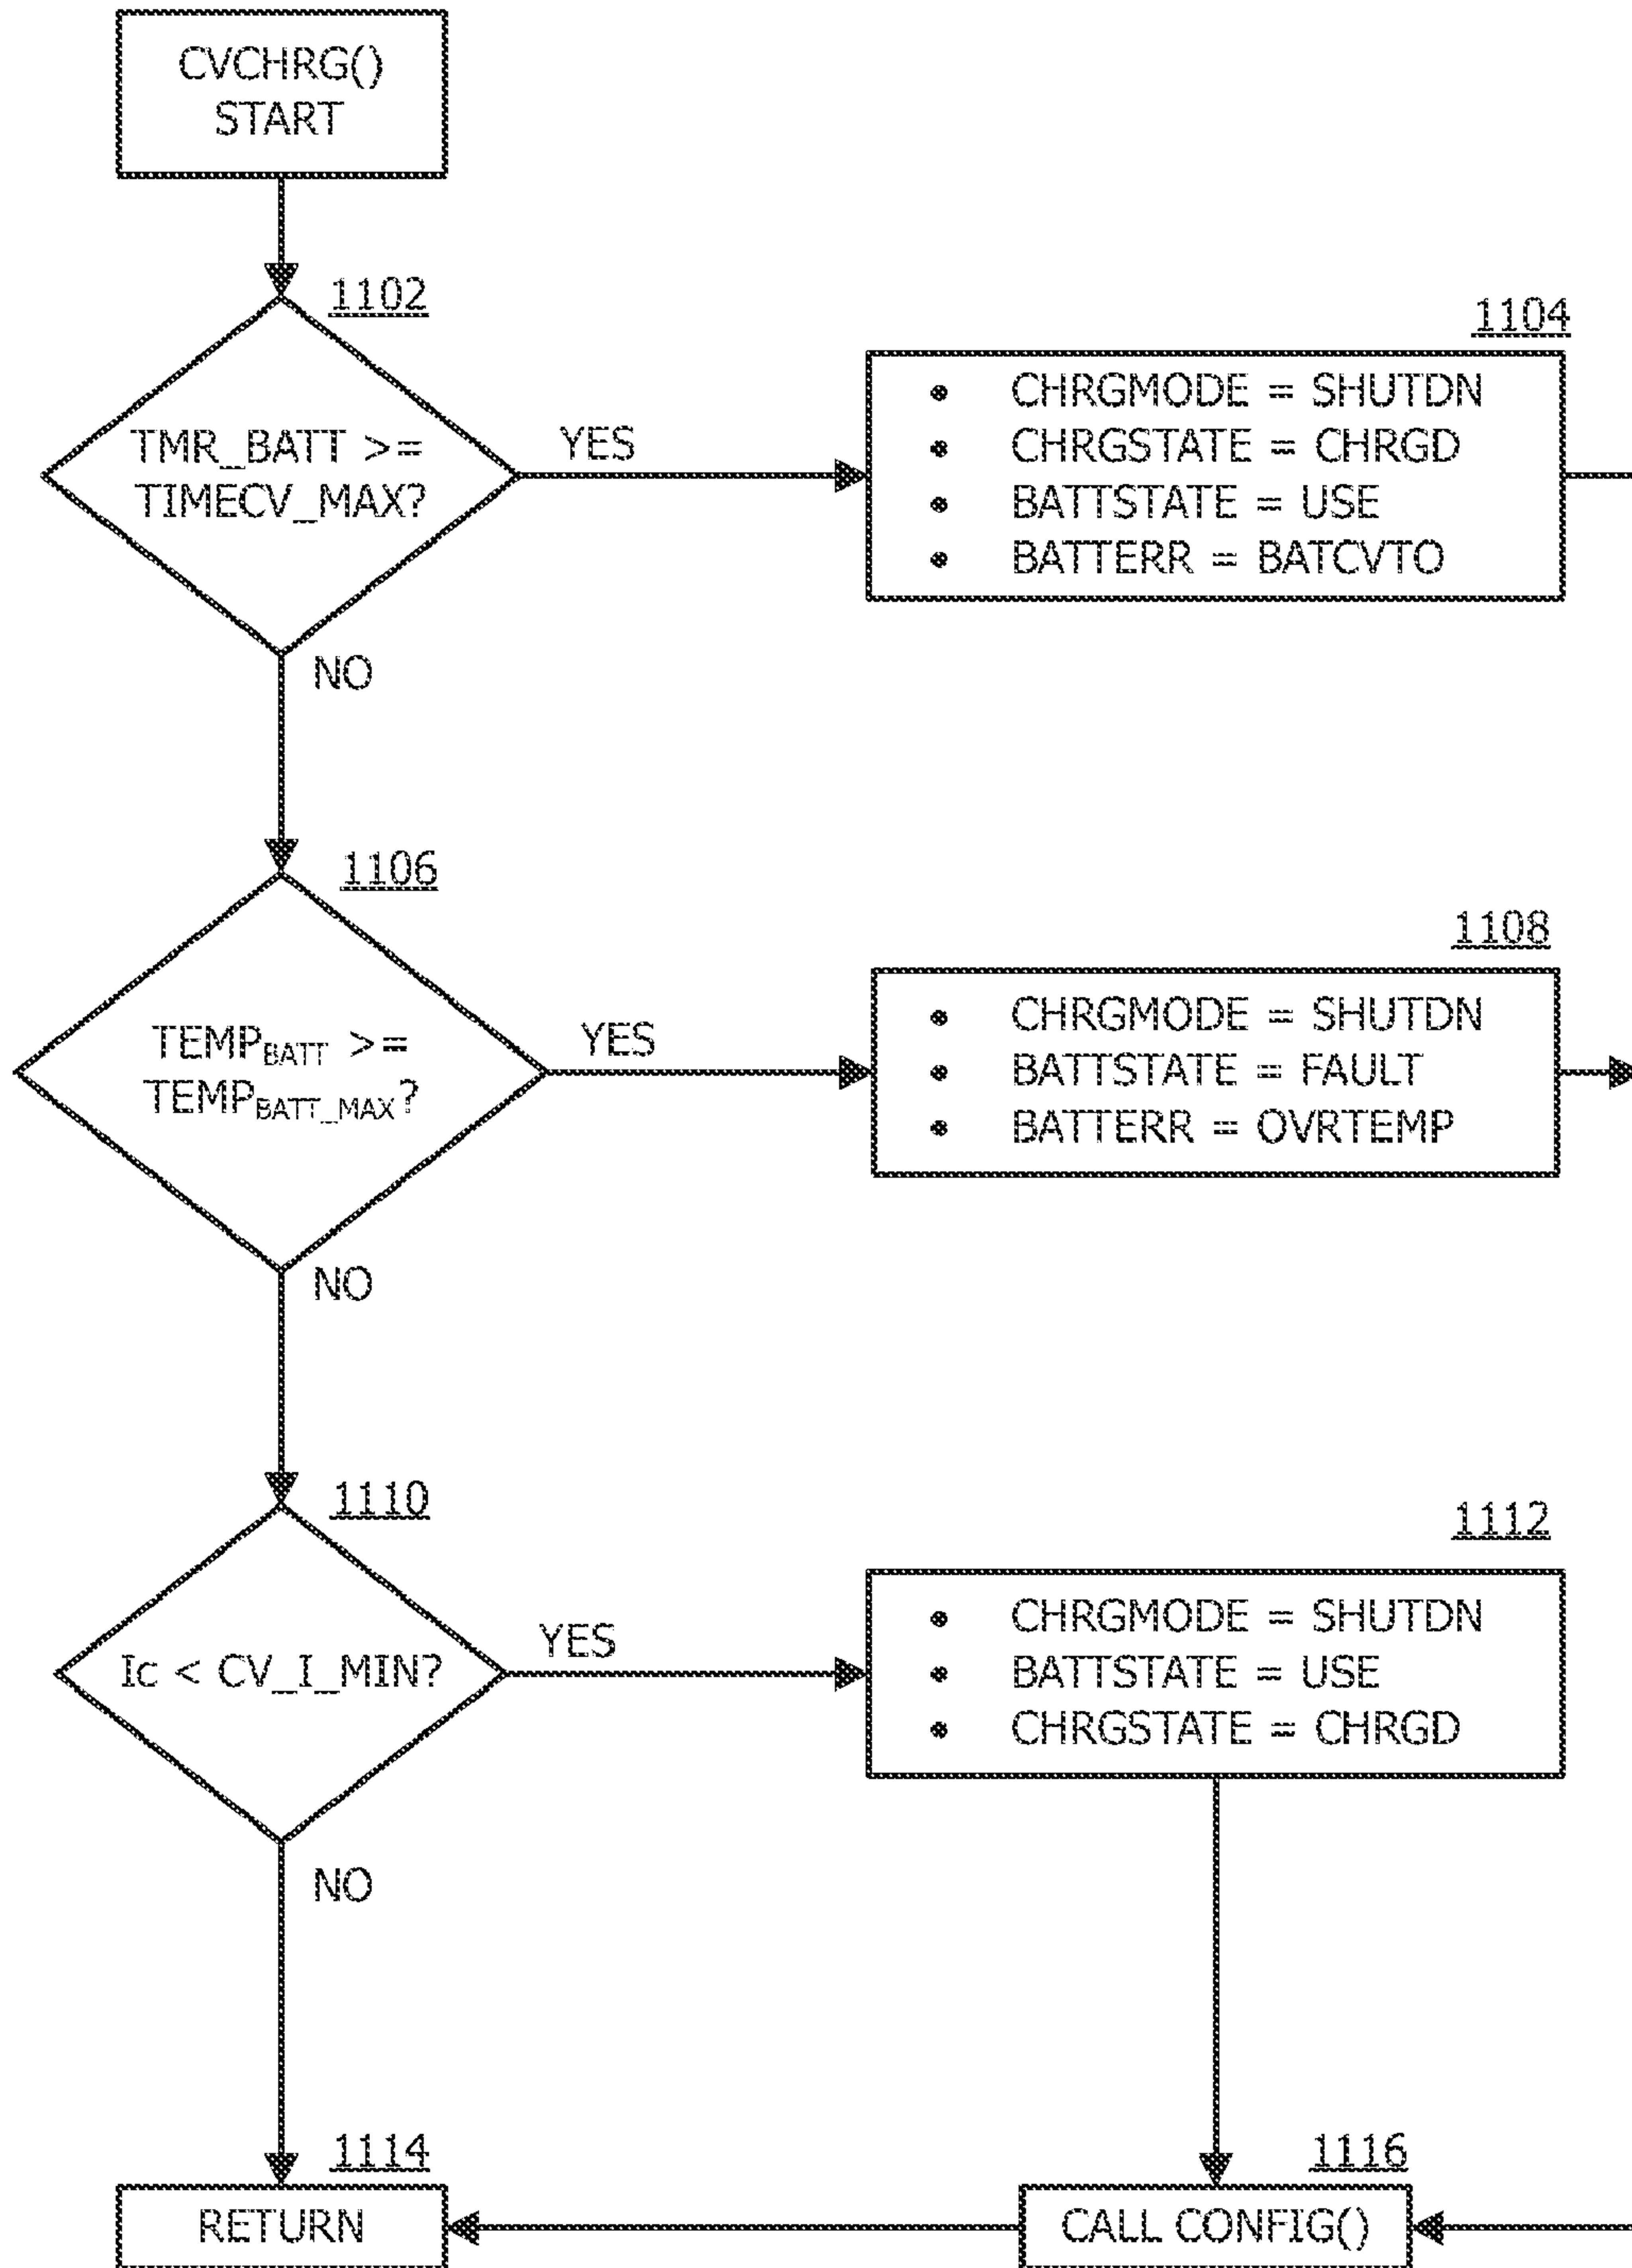 CVCHRG()
START
1102
TMR_BATT >=
TIMECV_MAX?
YES
NO
1104
• CHRGMODE = SHUTDN
• CHRGSTATE = CHRGD
• BATTSTATE = USE
• BATTERR = BATCVTO
1106
TEMPBATT >=
TEMPBATT_MAX?
YES
NO
1108
• CHRGMODE = SHUTDN
• BATTSTATE = FAULT
• BATTERR = OVRTEMP
1110
Ic < CV_I_MIN?
YES
NO
1112
• CHRGMODE = SHUTDN
• BATTSTATE = USE
• CHRGSTATE = CHRGD
1114
RETURN
1116
CALL CONFIG()